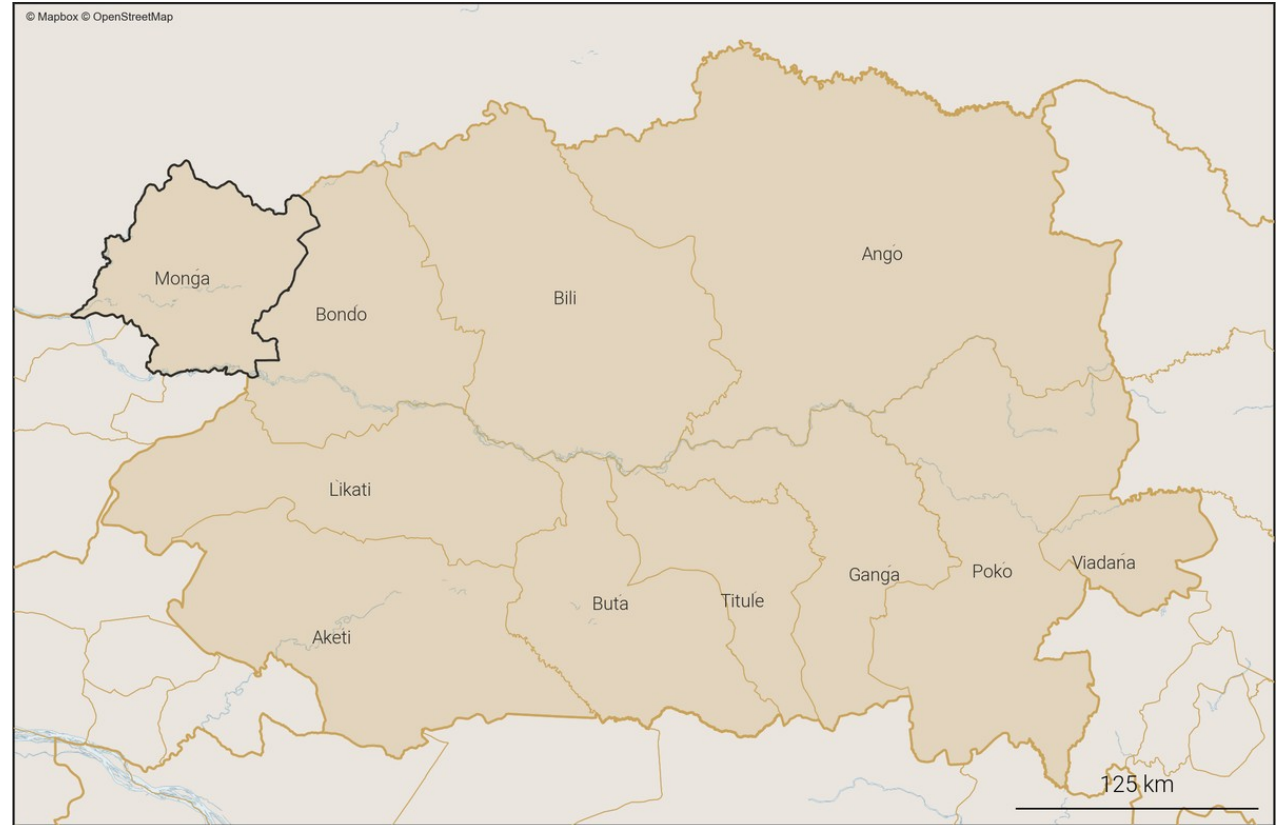 © Mapbox © OpenStreetMap
Ango
Monga
Bili
Bondo
Likati
Viadana
Poko
Ganga
Titule
Buta
Aketi
125 km